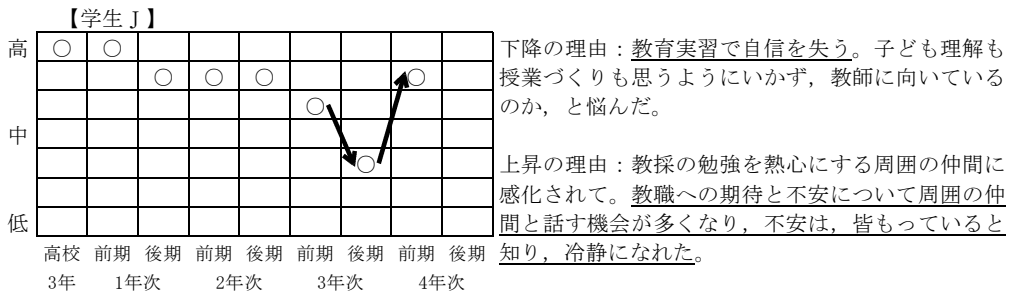 【学生 J 】
高
中
低
○ ○
○ ○ ○ ○
○
○
高校 前期 後期 前期 後期 前期 後期 前期 後期
3年 1年次 2年次 3年次 4年次
下降の理由：教育実習で自信を失う。子ども理解も
授業づくりも思うようにいかず，教師に向いている
のか，と悩んだ。
上昇の理由：教採の勉強を熱心にする周囲の仲間に
感化されて。教職への期待と不安について周囲の仲
間と話す機会が多くなり，不安は，皆もっていると
知り，冷静になれた。